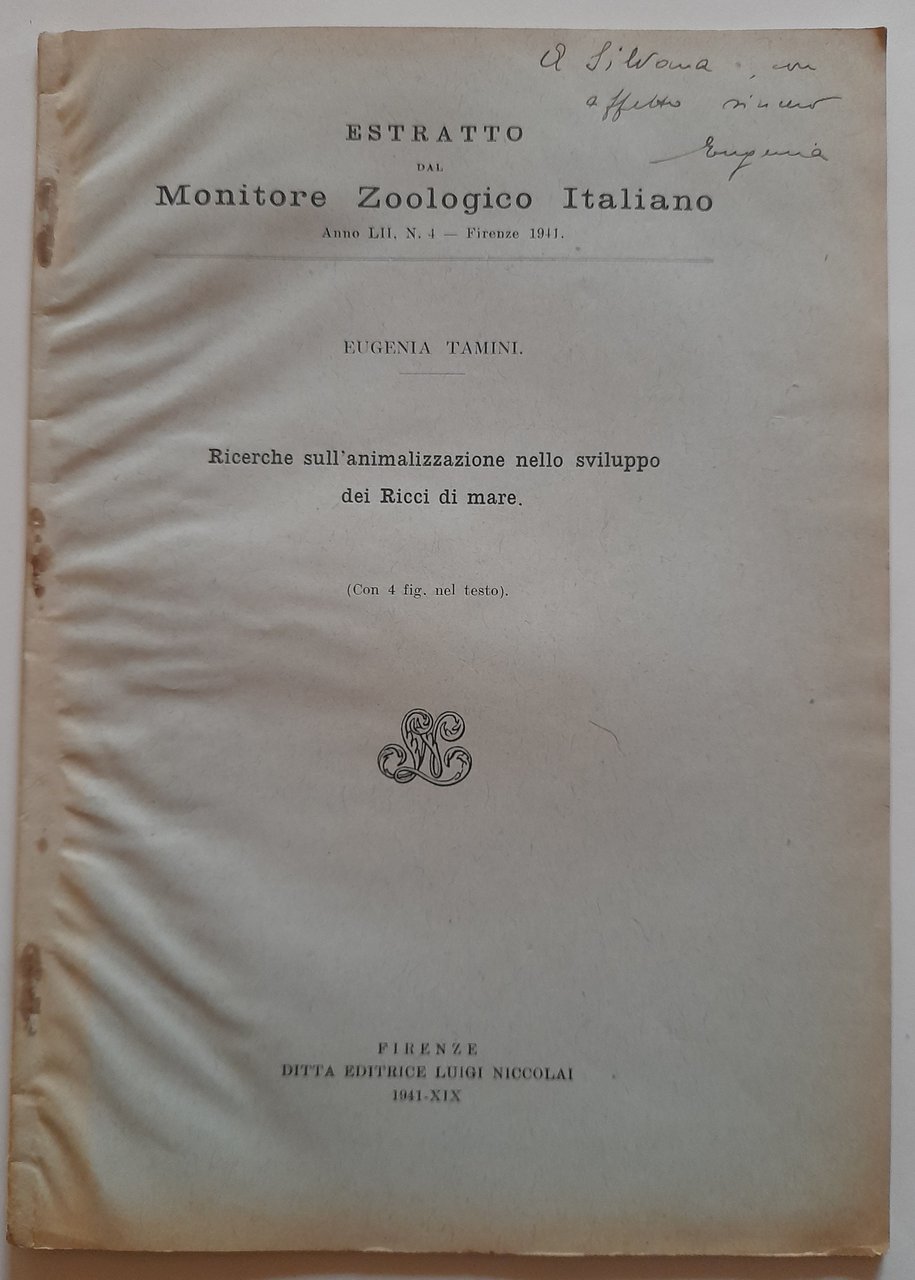 A Silvana, con
affetto sincero
Eugenia
ESTRATTO
DAL
Monitore Zoologico Italiano
Anno LII, N. 4 — Firenze 1941.
EUGENIA TAMINI.
Ricerche sull'animalizzazione nello sviluppo
dei Ricci di mare.
(Con 4 fig. nel testo).
FIRENZE
DITTA EDITRICE LUIGI NICCOLAI
1941-XIX